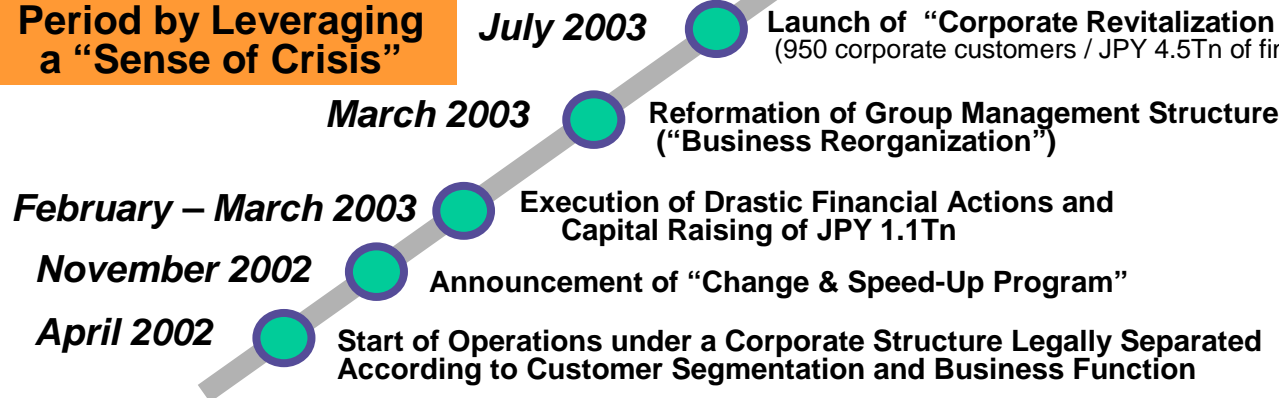 Period by Leveraging
a “Sense of Crisis”
July 2003
Launch of “Corporate Revitalization
(950 corporate customers / JPY 4.5Tn of
March 2003
Reformation of Group Management Structure
(“Business Reorganization”)
February – March 2003
Execution of Drastic Financial Actions and
Capital Raising of JPY 1.1Tn
November 2002
Announcement of “Change & Speed-Up Program”
April 2002
Start of Operations under a Corporate Structure Legally Separated
According to Customer Segmentation and Business Function